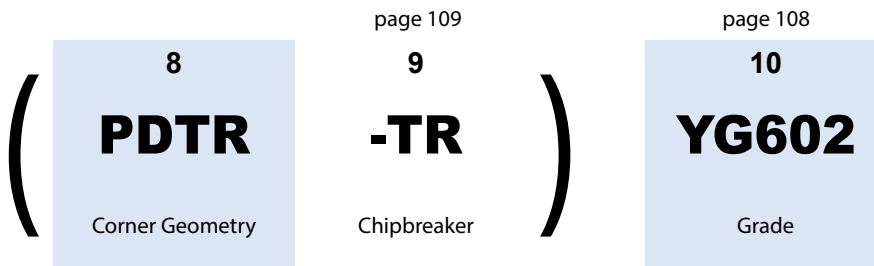 page 109 page 108
8 9 10
( PDTR -TR ) YG602
Corner Geometry Chipbreaker Grade